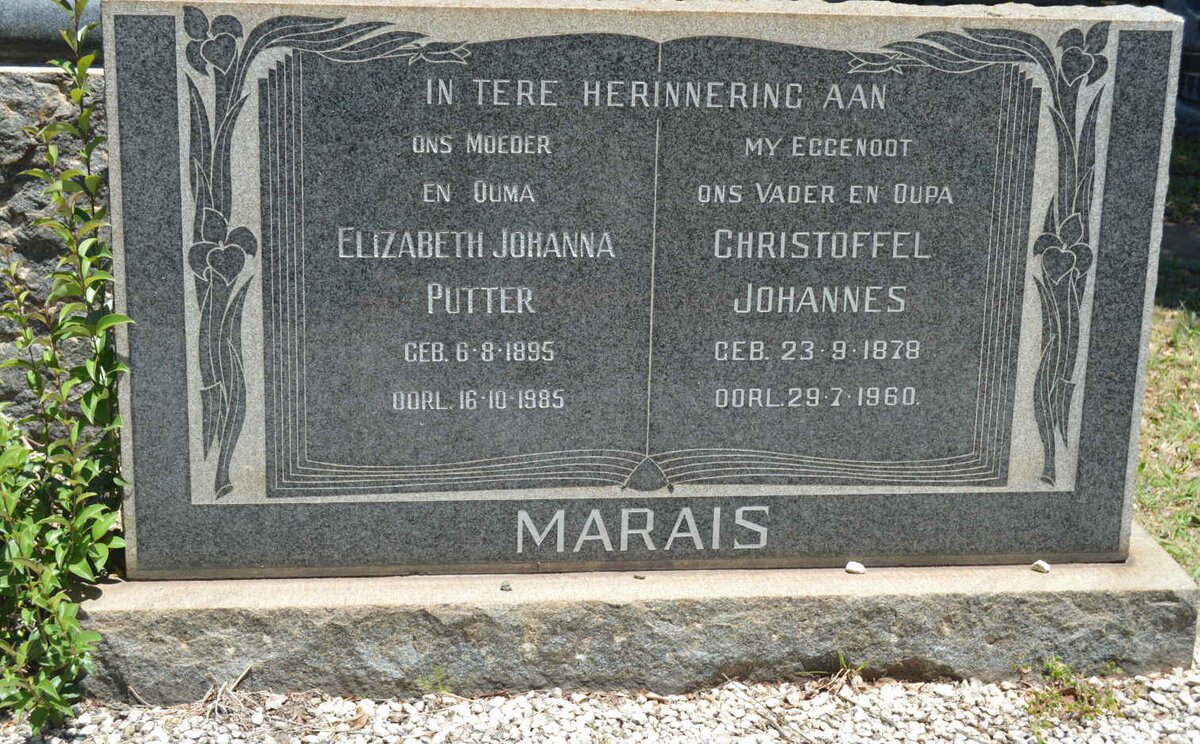 IN TERE HERINNERING AAN
ONS MOEDER
EN OUMA
ELIZABETH JOHANNA
PUTTER
GEB. 6-8-1895
OORL. 16-10-1985
MY EGGENOOT
ONS VADER EN OUPA
CHRISTOFFEL
JOHANNES
GEB. 23-9-1878
OORL. 29-7-1960.
MARAIS